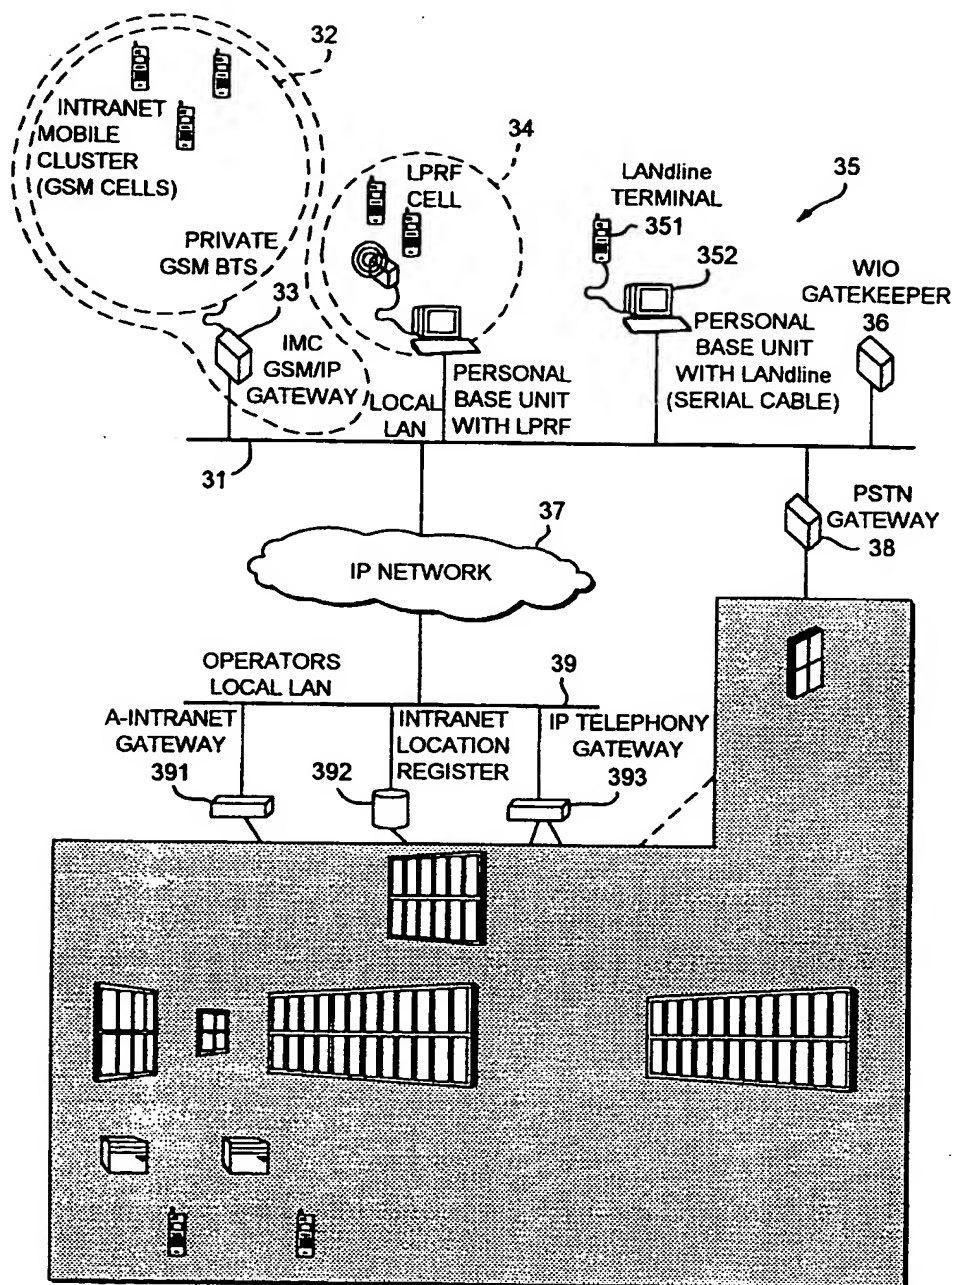 32
INTRANET
MOBILE
CLUSTER
(GSM CELLS)
PRIVATE
GSM BTS
33
IMC
GSM/IP
GATEWAY
34
LPRF
CELL
LOCAL
LAN
PERSONAL
BASE UNIT
WITH LPRF
LANdline
TERMINAL
351
352
35
PERSONAL
BASE UNIT
WITH LANdline
(SERIAL CABLE)
WIO
GATEKEEPER
36
31
37
IP NETWORK
PSTN
GATEWAY
38
OPERATORS
LOCAL LAN
39
A-INTRANET
GATEWAY
391
INTRANET
LOCATION
REGISTER
392
IP TELEPHONY
GATEWAY
393